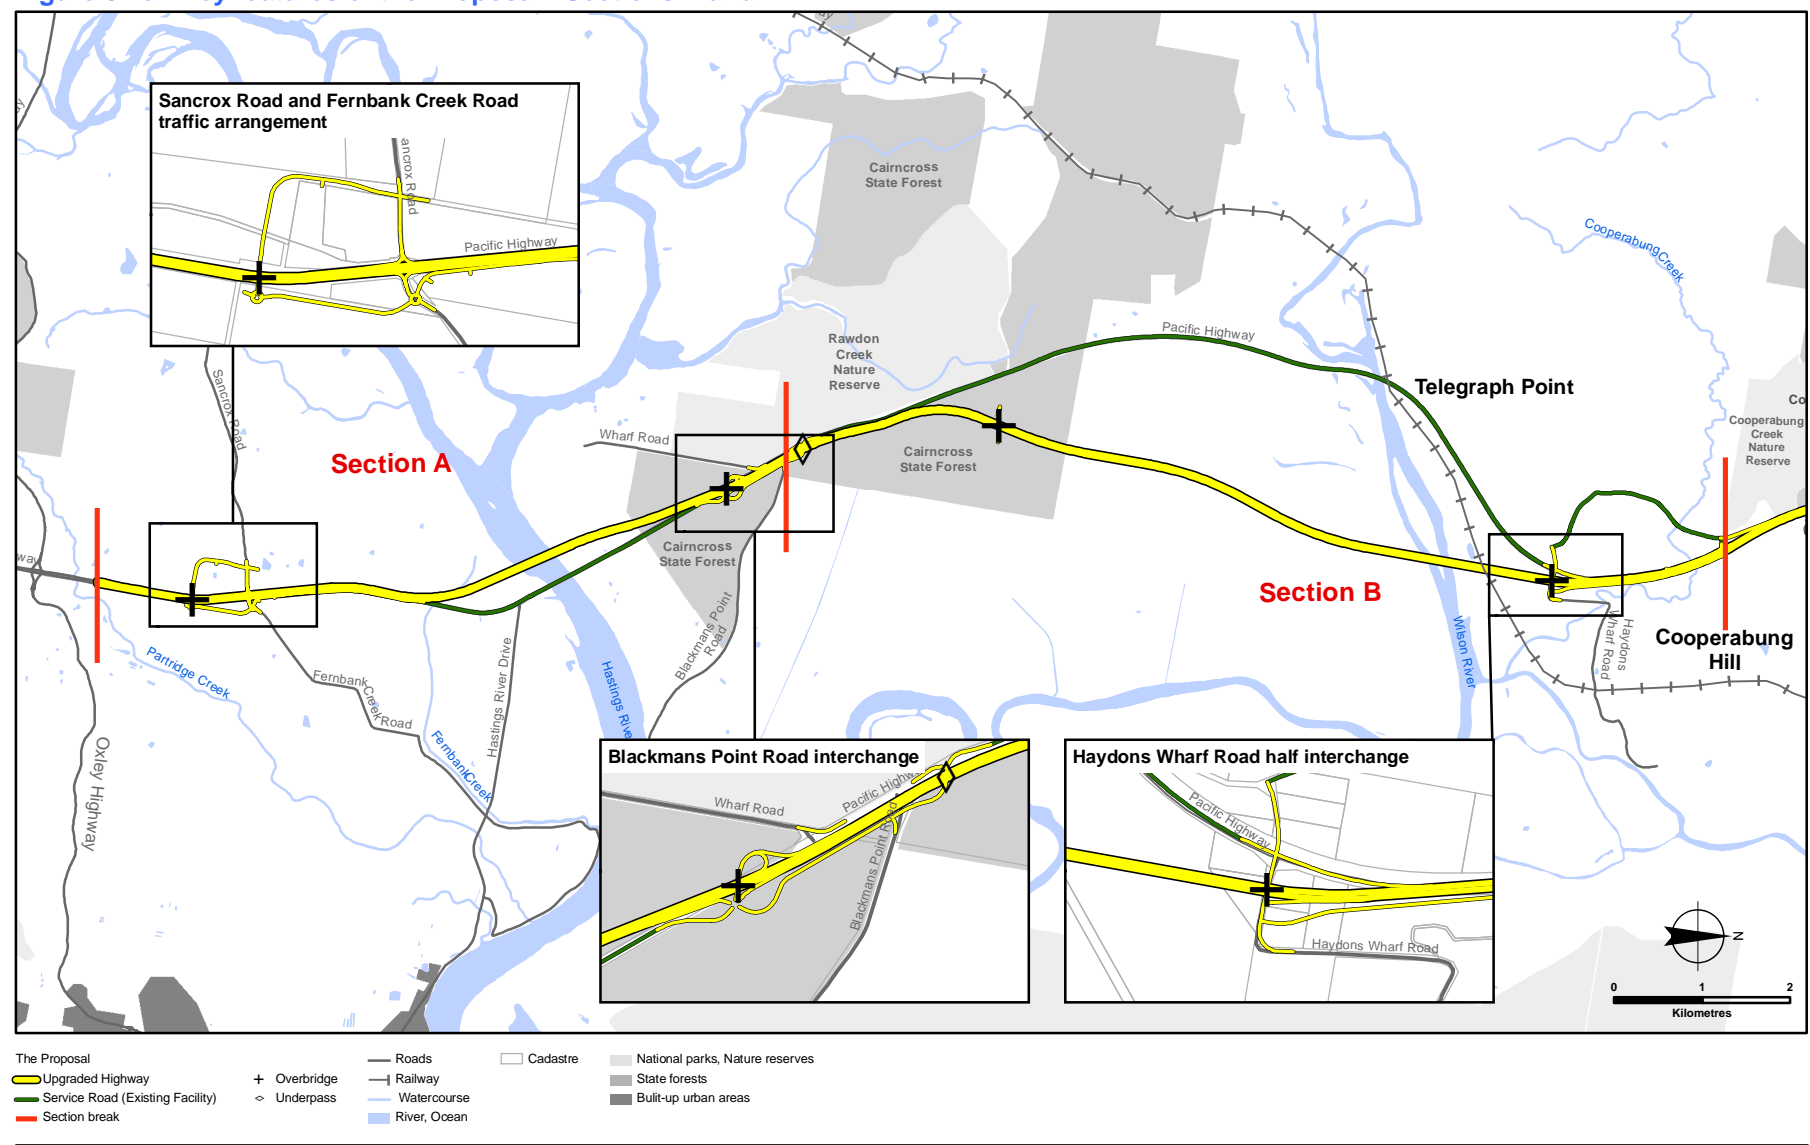 Sancrox Road and Fernbank Creek Road
traffic arrangement
ancrox Road
Pacific Highway
Cairncross
State Forest
Cooperabung Creek
Pacific Highway
Rawdon
Creek
Nature
Reserve
Telegraph Point
Co
Cooperabung
Creek
Nature
Reserve
Sancrox Road
Wharf Road
Section A
Cairncross
State Forest
Cairncross
State Forest
way
Section B
Blackmans Point
Road
Wilson River
Haydons
Wharf Road
Cooperabung
Hill
Partridge Creek
Fernbank Creek Road
Hastings River Drive
Hastings Rive
Fernbank Creek
Oxley Highway
Blackmans Point Road interchange
Wharf Road
Pacific Highw
Blackmans Point Road
Haydons Wharf Road half interchange
Pacific Highway
Haydons Wharf Road
N
0 1 2
Kilometres
The Proposal
Upgraded Highway
Service Road (Existing Facility)
Section break
Overbridge
Underpass
Roads
Railway
Watercourse
River, Ocean
Cadastre
National parks, Nature reserves
State forests
Bulit-up urban areas